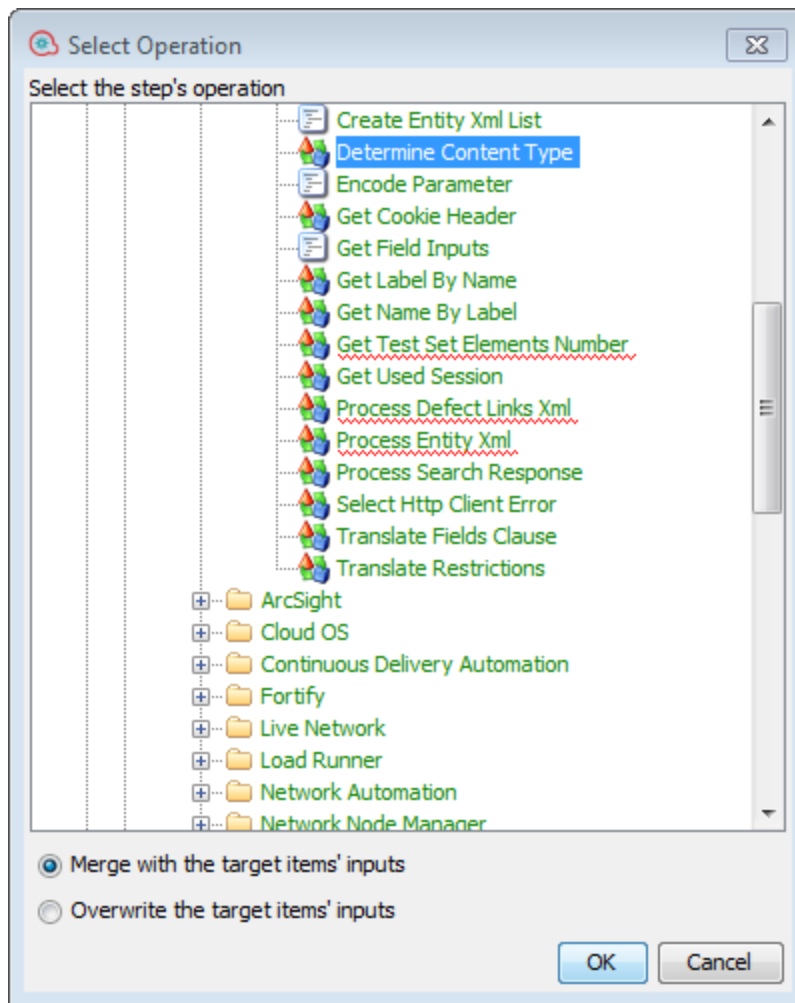 Select Operation
Select the step's operation
Create Entity Xml List
Determine Content Type
Encode Parameter
Get Cookie Header
Get Field Inputs
Get Label By Name
Get Name By Label
Get Test Set Elements Number
Get Used Session
Process Defect Links Xml
Process Entity Xml
Process Search Response
Select Http Client Error
Translate Fields Clause
Translate Restrictions
ArcSight
Cloud OS
Continuous Delivery Automation
Fortify
Live Network
Load Runner
Network Automation
Network Node Manager
Merge with the target items' inputs
Overwrite the target items' inputs
OK Cancel